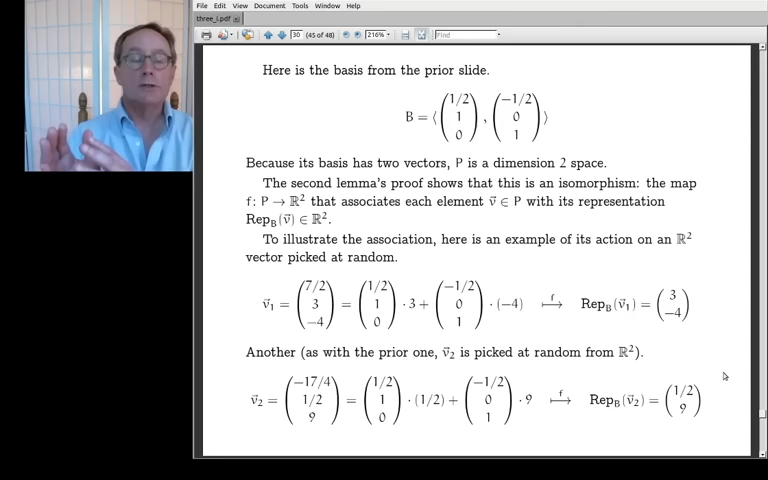 File Edit View Document Tools Window Help
three_i.pdf
30 (45 of 48) 216% Find
Here is the basis from the prior slide.
B = ⟨(1/2 1 0), (−1/2 0 1)⟩
Because its basis has two vectors, P is a dimension 2 space.
The second lemma's proof shows that this is an isomorphism: the map
f: P → ℝ² that associates each element v⃗ ∈ P with its representation
Rep_B(v⃗) ∈ ℝ².
To illustrate the association, here is an example of its action on an ℝ²
vector picked at random.
v⃗₁ = (7/2 3 −4) = (1/2 1 0) · 3 + (−1/2 0 1) · (−4) ⟼^f Rep_B(v⃗₁) = (3 −4)
Another (as with the prior one, v⃗₂ is picked at random from ℝ²).
v⃗₂ = (−17/4 1/2 9) = (1/2 1 0) · (1/2) + (−1/2 0 1) · 9 ⟼^f Rep_B(v⃗₂) = (1/2 9)